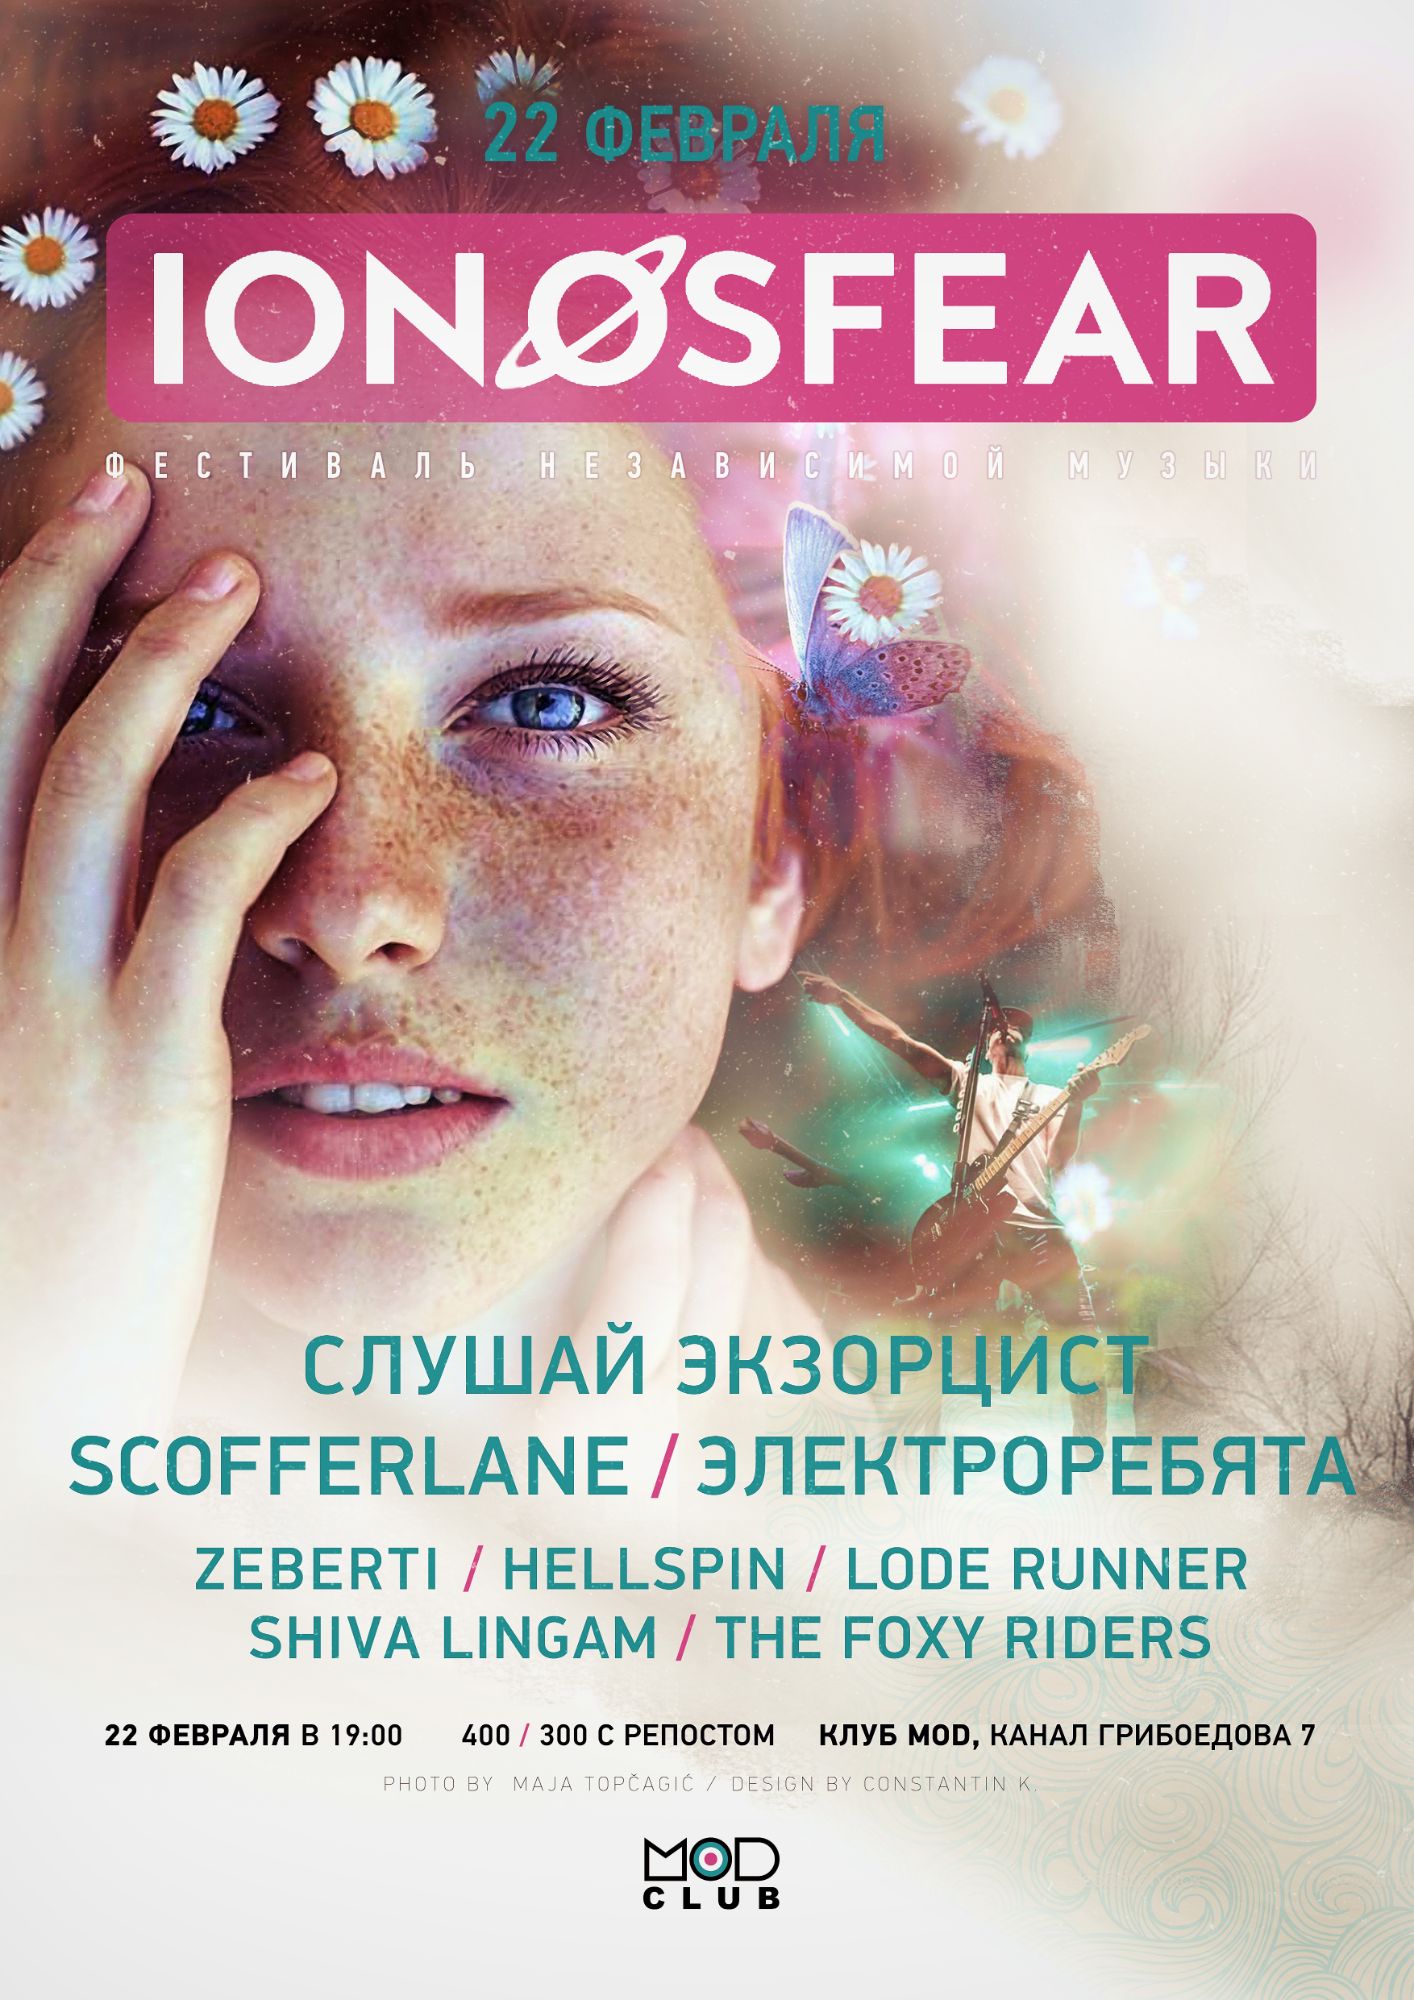 22 ФЕВРАЛЯ
IONOSFEAR
ФЕСТИВАЛЬ НЕЗАВИСИМОЙ МУЗЫКИ
СЛУШАЙ ЭКЗОРЦИСТ
SCOFFERLANE / ЭЛЕКТРОРЕБЯТА
ZEBERTI / HELLSPIN / LODE RUNNER
SHIVA LINGAM / THE FOXY RIDERS
22 ФЕВРАЛЯ В 19:00 400 / 300 С РЕПОСТОМ КЛУБ MOD, КАНАЛ ГРИБОЕДОВА 7
PHOTO BY MAJA TOPČAGIĆ / DESIGN BY CONSTANTIN K.
MOD
CLUB